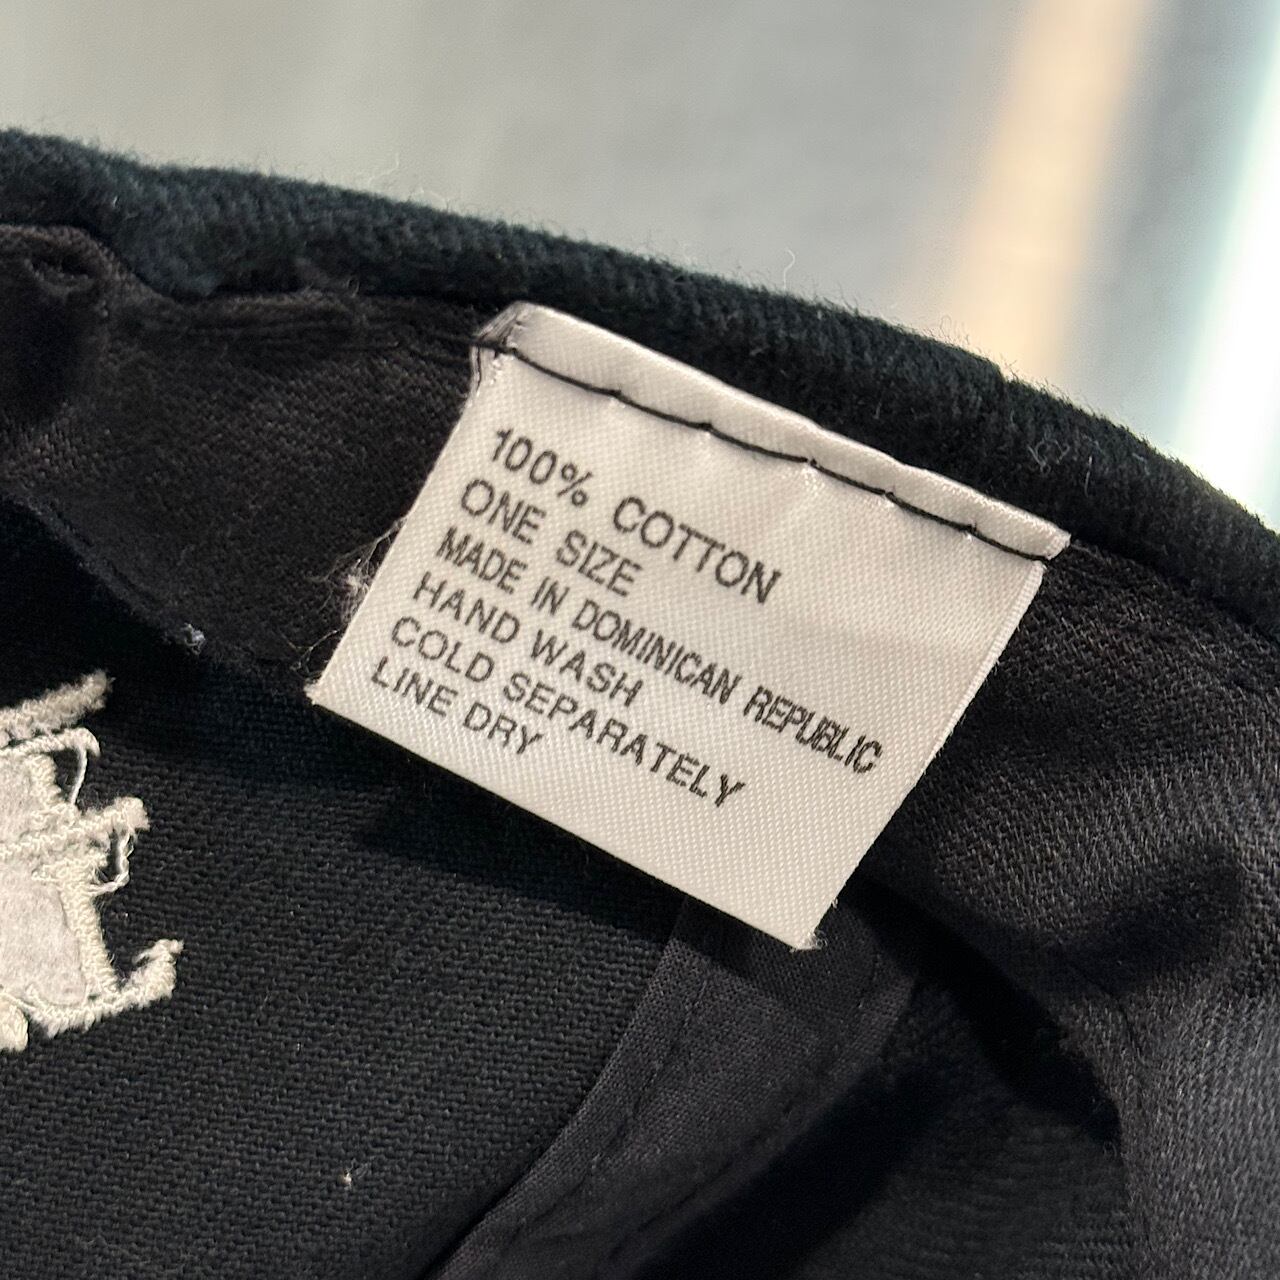 100% COTTON
ONE SIZE
MADE IN DOMINICAN REPUBLIC
HAND WASH
COLD SEPARATELY
LINE DRY